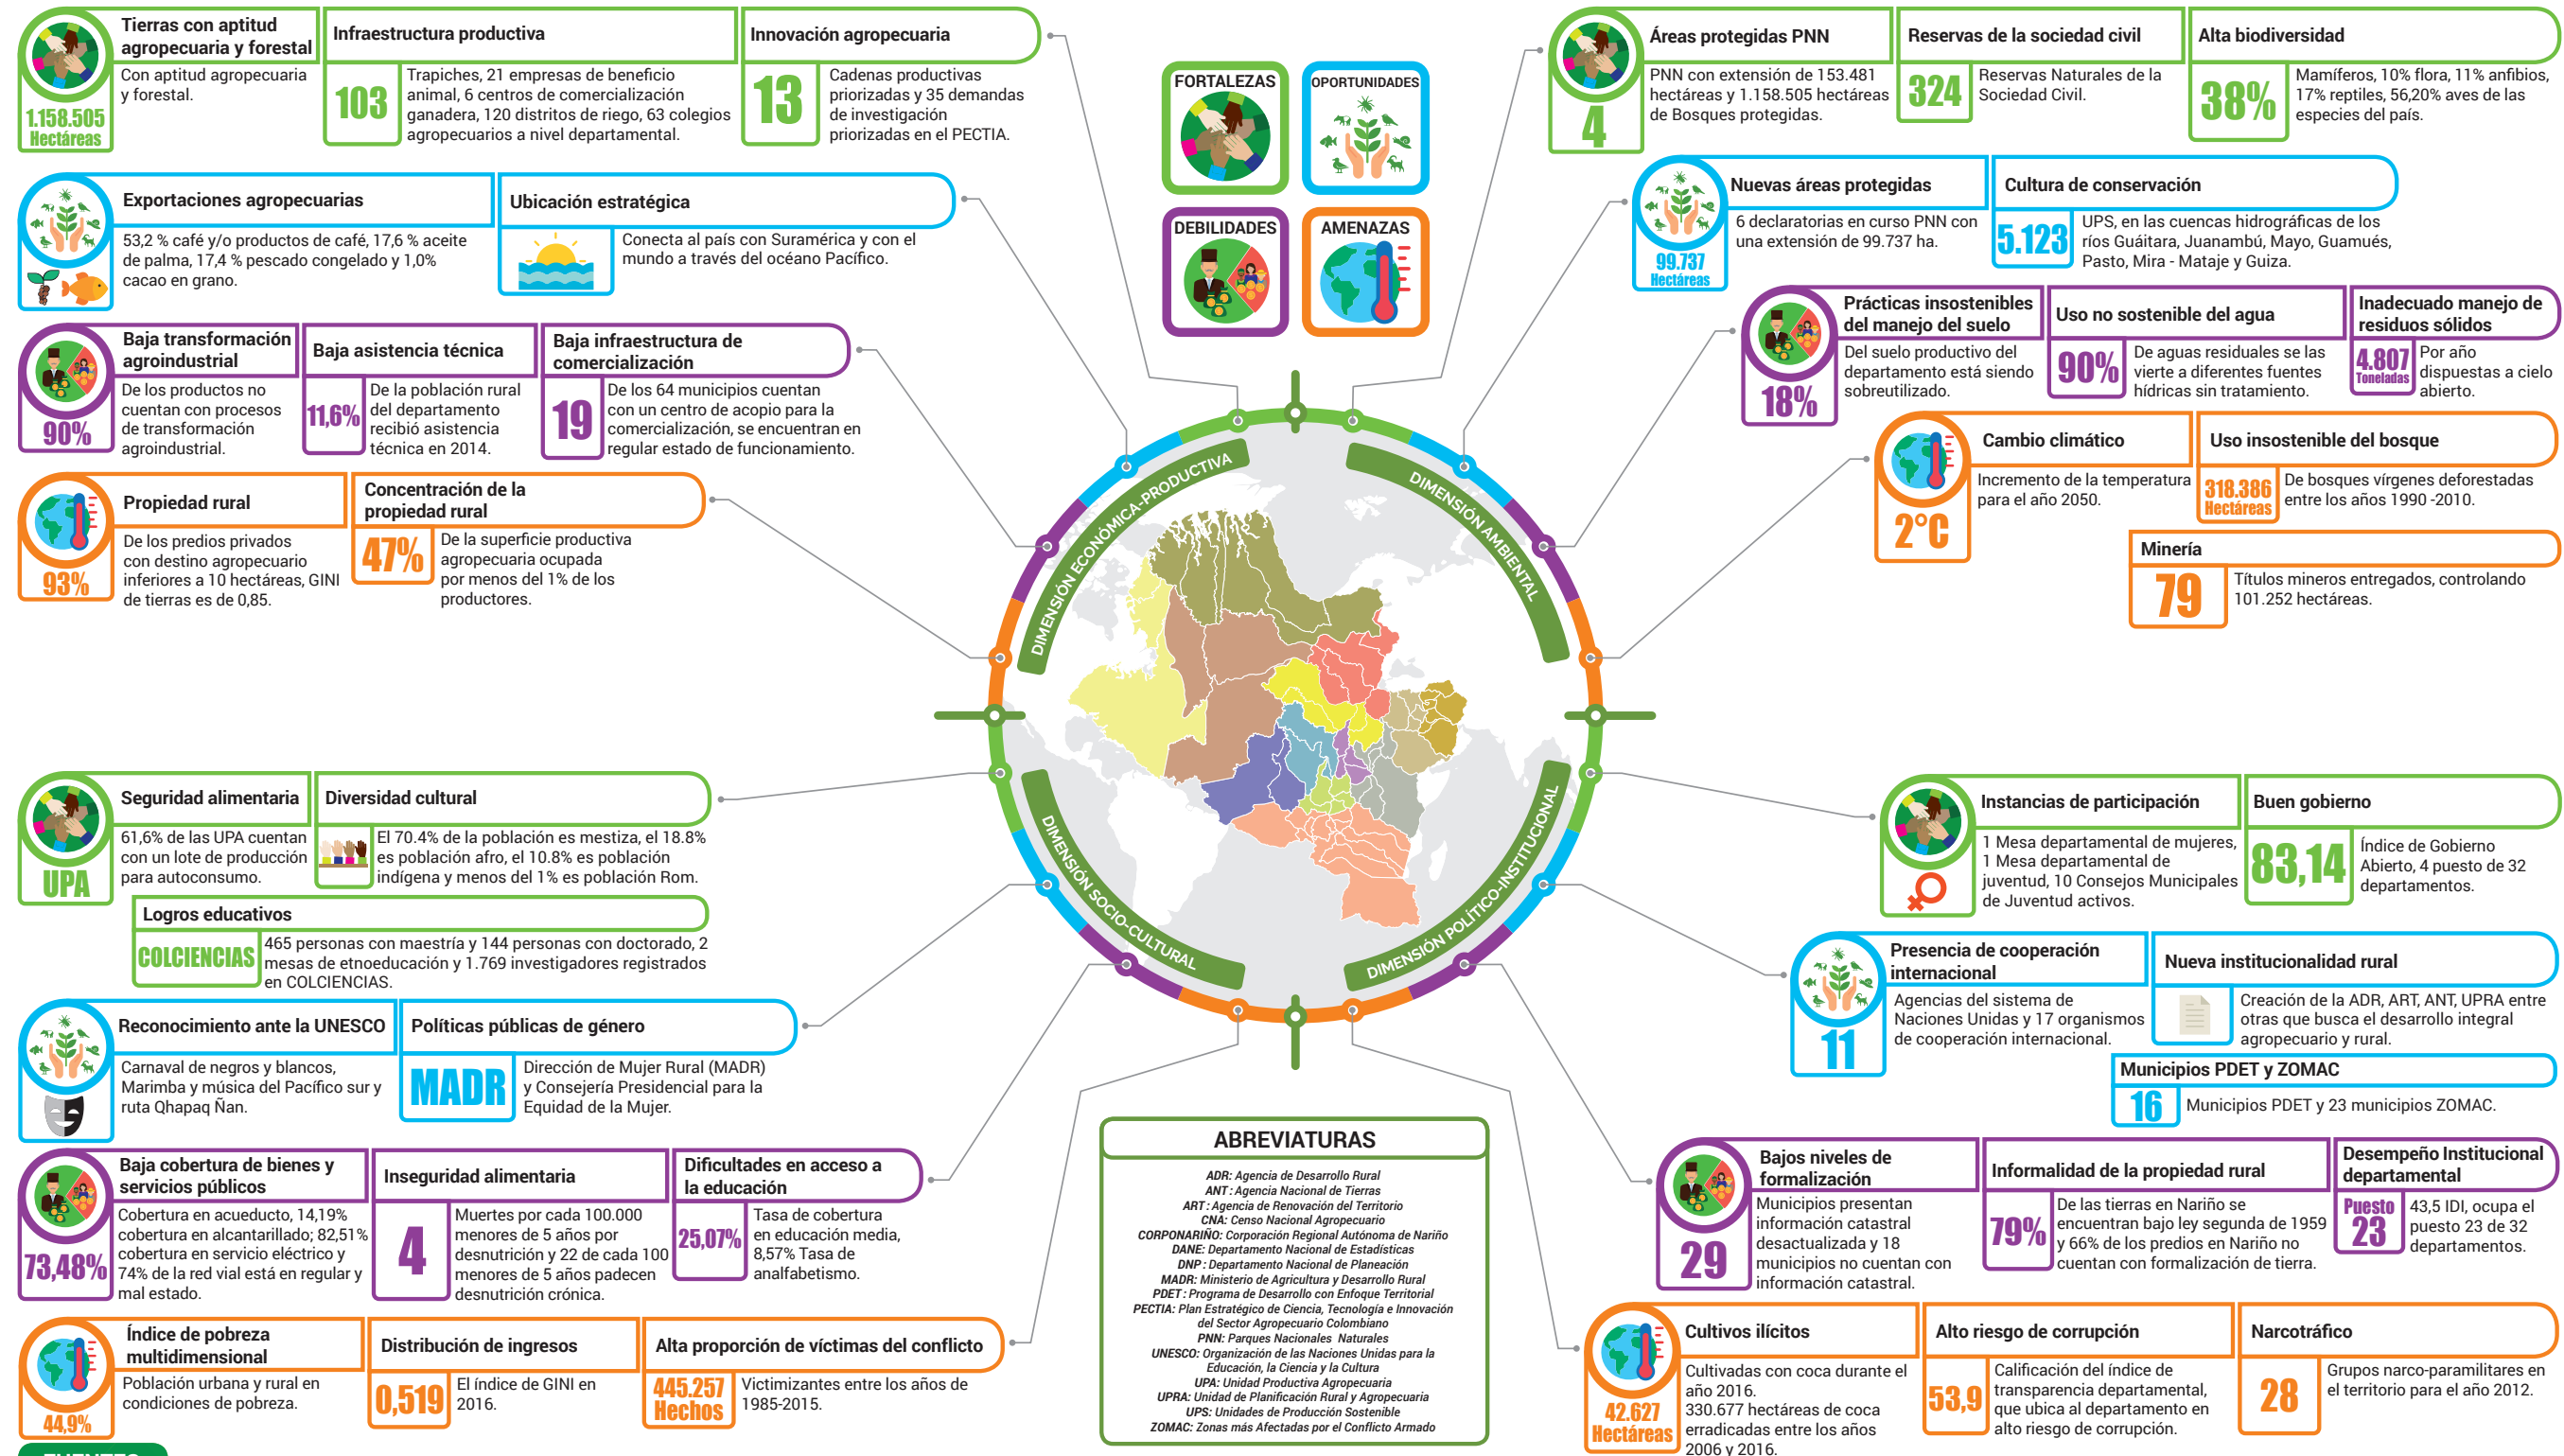 Tierras con aptitud
agropecuaria y forestal
Con aptitud agropecuaria
y forestal.
1.158.505
Hectáreas
Infraestructura productiva
103
Trapiches, 21 empresas de beneficio
animal, 6 centros de comercialización
ganadera, 120 distritos de riego, 63 colegios
agropecuarios a nivel departamental.
Innovación agropecuaria
13
Cadenas productivas
priorizadas y 35 demandas
de investigación
priorizadas en el PECTIA.
Exportaciones agropecuarias
53,2 % café y/o productos de café, 17,6 % aceite
de palma, 17,4 % pescado congelado y 1,0%
cacao en grano.
Ubicación estratégica
Conecta al país con Suramérica y con el
mundo a través del océano Pacífico.
Baja transformación
agroindustrial
90%
De los productos no
cuentan con procesos
de transformación
agroindustrial.
Baja asistencia técnica
11,6%
De la población rural
del departamento
recibió asistencia
técnica en 2014.
Baja infraestructura de
comercialización
19
De los 64 municipios cuentan
con un centro de acopio para la
comercialización, se encuentran en
regular estado de funcionamiento.
Propiedad rural
93%
De los predios privados
con destino agropecuario
inferiores a 10 hectáreas, GINI
de tierras es de 0,85.
Concentración de la
propiedad rural
47%
De la superficie productiva
agropecuaria ocupada
por menos del 1% de los
productores.
FORTALEZAS
OPORTUNIDADES
DEBILIDADES
AMENAZAS
Áreas protegidas PNN
4
PNN con extensión de 153.481
hectáreas y 1.158.505 hectáreas
de Bosques protegidas.
Reservas de la sociedad civil
324
Reservas Naturales de la
Sociedad Civil.
Alta biodiversidad
38%
Mamíferos, 10% flora, 11% anfibios,
17% reptiles, 56,20% aves de las
especies del país.
Nuevas áreas protegidas
99.737
Hectáreas
6 declaratorias en curso PNN con
una extensión de 99.737 ha.
Cultura de conservación
5.123
UPS, en las cuencas hidrográficas de los
ríos Guáitara, Juanambú, Mayo, Guamués,
Pasto, Mira - Mataje y Guiza.
Prácticas insostenibles
del manejo del suelo
18%
Del suelo productivo del
departamento está siendo
sobreutilizado.
Uso no sostenible del agua
90%
De aguas residuales se las
vierte a diferentes fuentes
hídricas sin tratamiento.
Inadecuado manejo de
residuos sólidos
4.807
Toneladas
Por año
dispuestas a cielo
abierto.
Cambio climático
2°C
Incremento de la temperatura
para el año 2050.
Uso insostenible del bosque
318.386
Hectáreas
De bosques vírgenes deforestadas
entre los años 1990 -2010.
Minería
79
Títulos mineros entregados, controlando
101.252 hectáreas.
DIMENSIÓN ECONÓMICA-PRODUCTIVA
DIMENSIÓN AMBIENTAL
DIMENSIÓN SOCIO-CULTURAL
DIMENSIÓN POLÍTICO-INSTITUCIONAL
Seguridad alimentaria
UPA
61,6% de las UPA cuentan
con un lote de producción
para autoconsumo.
Diversidad cultural
El 70.4% de la población es mestiza, el 18.8%
es población afro, el 10.8% es población
indígena y menos del 1% es población Rom.
Logros educativos
COLCIENCIAS
465 personas con maestría y 144 personas con doctorado, 2
mesas de etnoeducación y 1.769 investigadores registrados
en COLCIENCIAS.
Reconocimiento ante la UNESCO
Carnaval de negros y blancos,
Marimba y música del Pacífico sur y
ruta Qhapaq Ñan.
Políticas públicas de género
MADR
Dirección de Mujer Rural (MADR)
y Consejería Presidencial para la
Equidad de la Mujer.
Baja cobertura de bienes y
servicios públicos
73,48%
Cobertura en acueducto, 14,19%
cobertura en alcantarillado; 82,51%
cobertura en servicio eléctrico y
74% de la red vial está en regular y
mal estado.
Inseguridad alimentaria
4
Muertes por cada 100.000
menores de 5 años por
desnutrición y 22 de cada 100
menores de 5 años padecen
desnutrición crónica.
Dificultades en acceso a
la educación
25,07%
Tasa de cobertura
en educación media,
8,57% Tasa de
analfabetismo.
Índice de pobreza
multidimensional
44,9%
Población urbana y rural en
condiciones de pobreza.
Distribución de ingresos
0,519
El índice de GINI en
2016.
Alta proporción de víctimas del conflicto
445.257
Hechos
Victimizantes entre los años de
1985-2015.
ABREVIATURAS
ADR: Agencia de Desarrollo Rural
ANT : Agencia Nacional de Tierras
ART : Agencia de Renovación del Territorio
CNA: Censo Nacional Agropecuario
CORPONARIÑO: Corporación Regional Autónoma de Nariño
DANE: Departamento Nacional de Estadísticas
DNP : Departamento Nacional de Planeación
MADR: Ministerio de Agricultura y Desarrollo Rural
PDET : Programa de Desarrollo con Enfoque Territorial
PECTIA: Plan Estratégico de Ciencia, Tecnología e Innovación
del Sector Agropecuario Colombiano
PNN: Parques Nacionales Naturales
UNESCO: Organización de las Naciones Unidas para la
Educación, la Ciencia y la Cultura
UPA: Unidad Productiva Agropecuaria
UPRA: Unidad de Planificación Rural y Agropecuaria
UPS: Unidades de Producción Sostenible
ZOMAC: Zonas más Afectadas por el Conflicto Armado
Instancias de participación
1 Mesa departamental de mujeres,
1 Mesa departamental de
juventud, 10 Consejos Municipales
de Juventud activos.
Buen gobierno
83,14
Índice de Gobierno
Abierto, 4 puesto de 32
departamentos.
Presencia de cooperación
internacional
11
Agencias del sistema de
Naciones Unidas y 17 organismos
de cooperación internacional.
Nueva institucionalidad rural
Creación de la ADR, ART, ANT, UPRA entre
otras que busca el desarrollo integral
agropecuario y rural.
Municipios PDET y ZOMAC
16
Municipios PDET y 23 municipios ZOMAC.
Bajos niveles de
formalización
29
Municipios presentan
información catastral
desactualizada y 18
municipios no cuentan con
información catastral.
Informalidad de la propiedad rural
79%
De las tierras en Nariño se
encuentran bajo ley segunda de 1959
y 66% de los predios en Nariño no
cuentan con formalización de tierra.
Desempeño Institucional
departamental
Puesto
23
43,5 IDI, ocupa el
puesto 23 de 32
departamentos.
Cultivos ilícitos
42.627
Hectáreas
Cultivadas con coca durante el
año 2016.
330.677 hectáreas de coca
erradicadas entre los años
2006 y 2016.
Alto riesgo de corrupción
53,9
Calificación del índice de
transparencia departamental,
que ubica al departamento en
alto riesgo de corrupción.
Narcotráfico
28
Grupos narco-paramilitares en
el territorio para el año 2012.